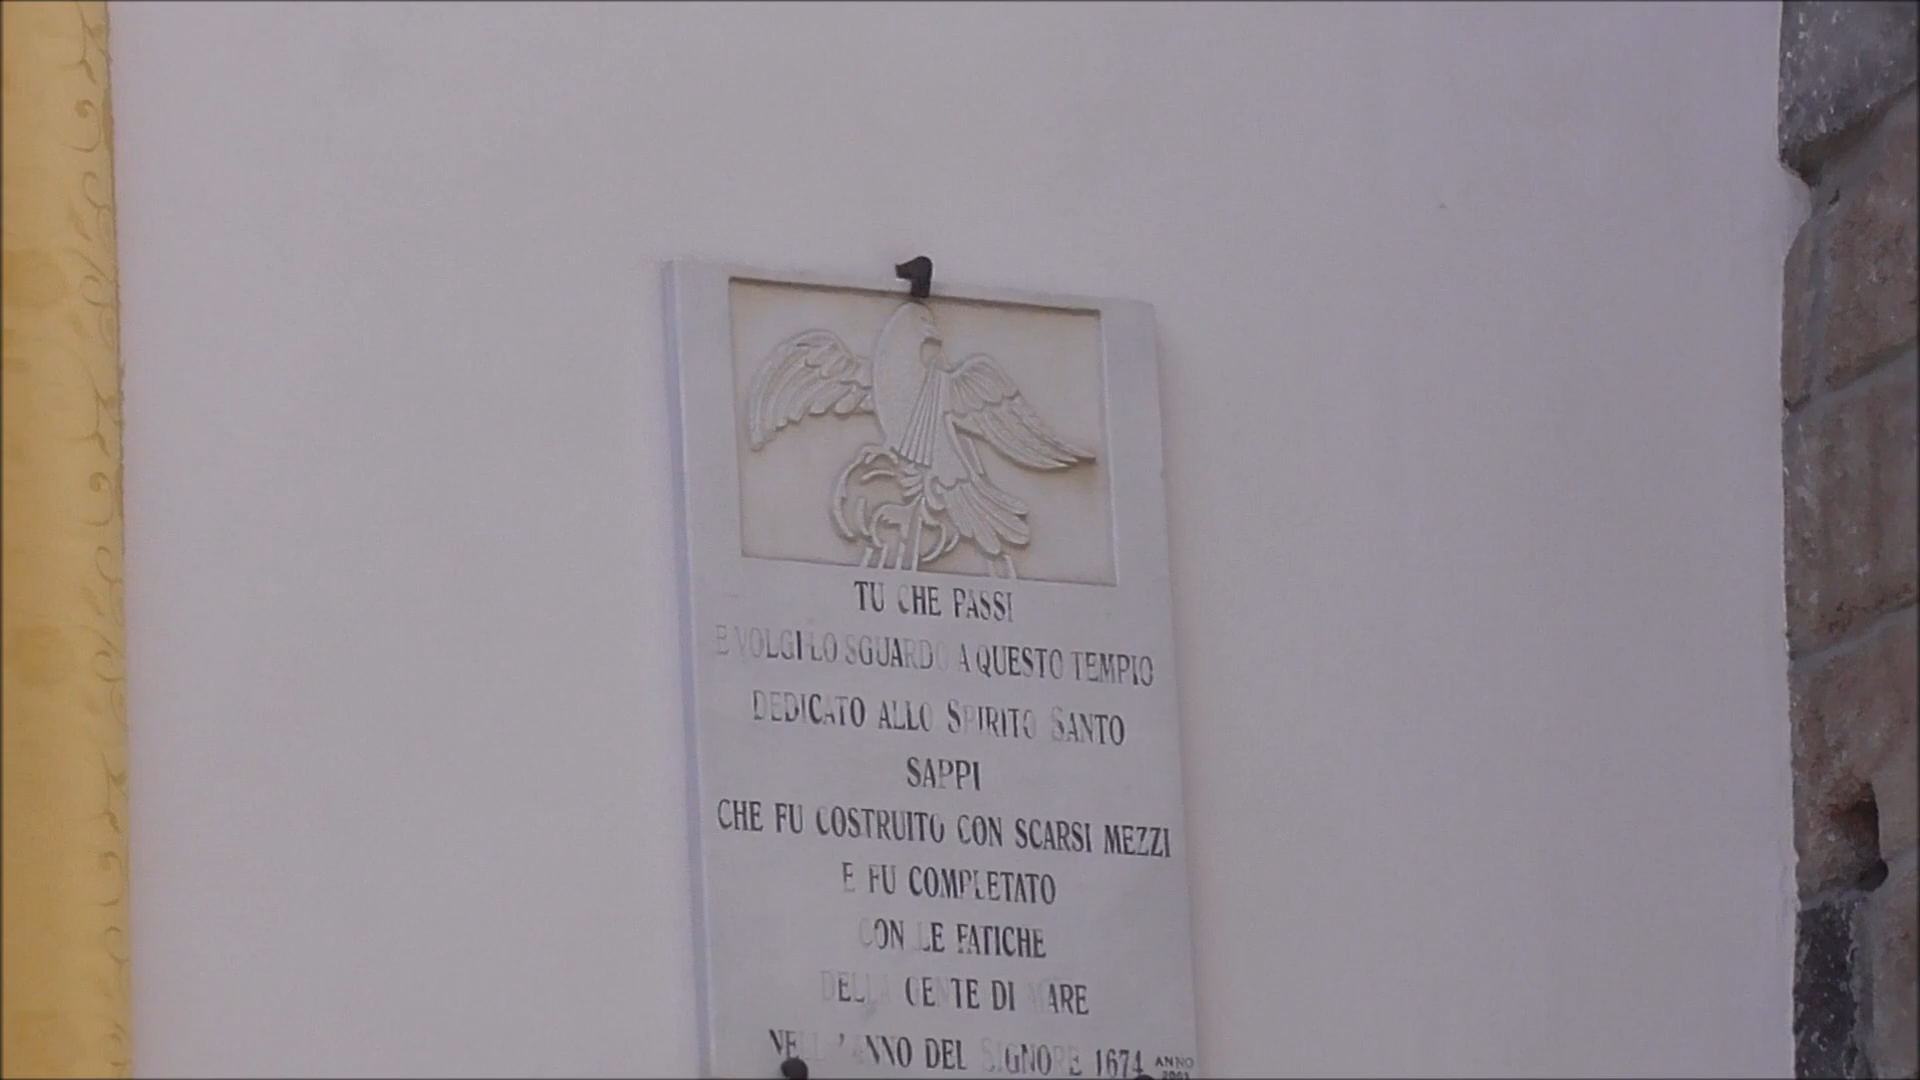 TU CHE PASSI
E VOLGI LO SGUARDO A QUESTO TEMPIO
DEDICATO ALLO SPIRITO SANTO
SAPPI
CHE FU COSTRUITO CON SCARSI MEZZI
E FU COMPLETATO
CON LE FATICHE
DELLA GENTE DI MARE
NELL'ANNO DEL SIGNORE 1674
ANNO